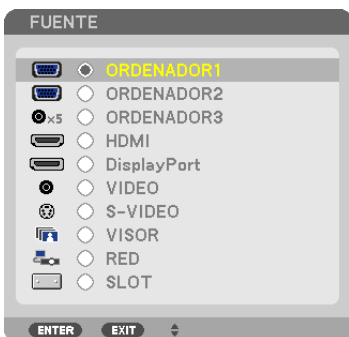 FUENTE
ORDENADOR1
ORDENADOR2
×5 ORDENADOR3
HDMI
DisplayPort
VIDEO
S-VIDEO
VISOR
RED
SLOT
ENTER EXIT